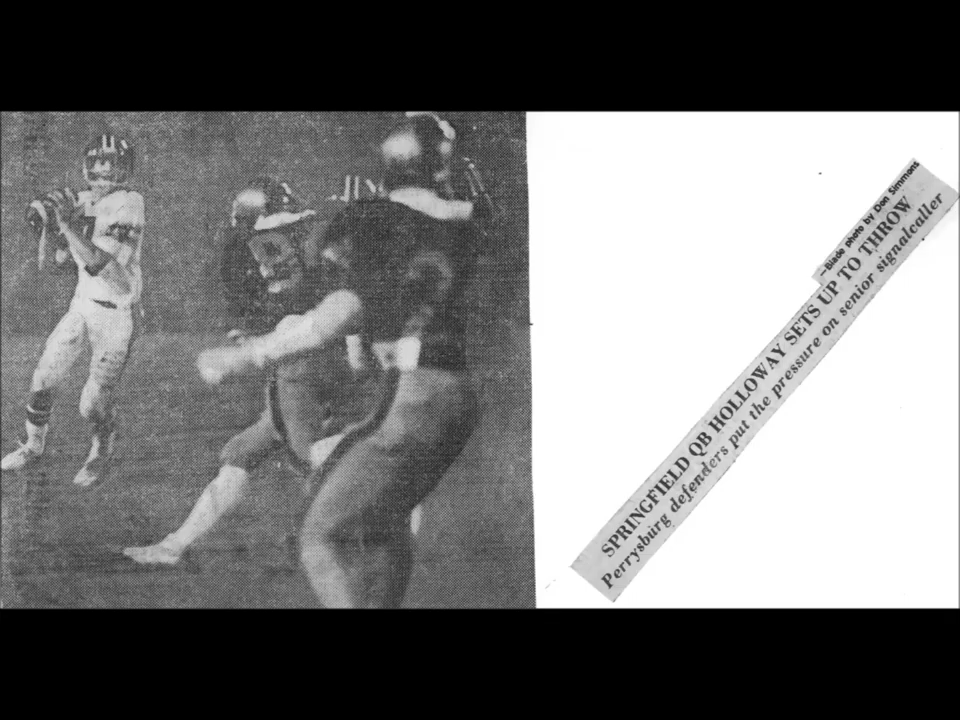 —Blade photo by Don Simmons
SPRINGFIELD QB HOLLOWAY SETS UP TO THROW
Perrysburg defenders put the pressure on senior signalcaller